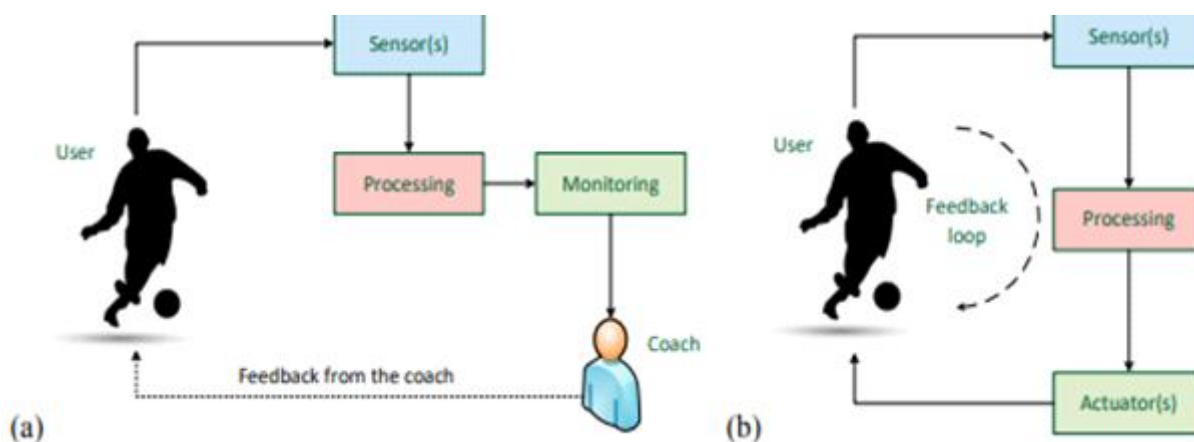 Sensor(s)
User
Processing
Monitoring
Coach
Feedback from the coach
(a)
Sensor(s)
User
Feedback
loop
Processing
Actuator(s)
(b)